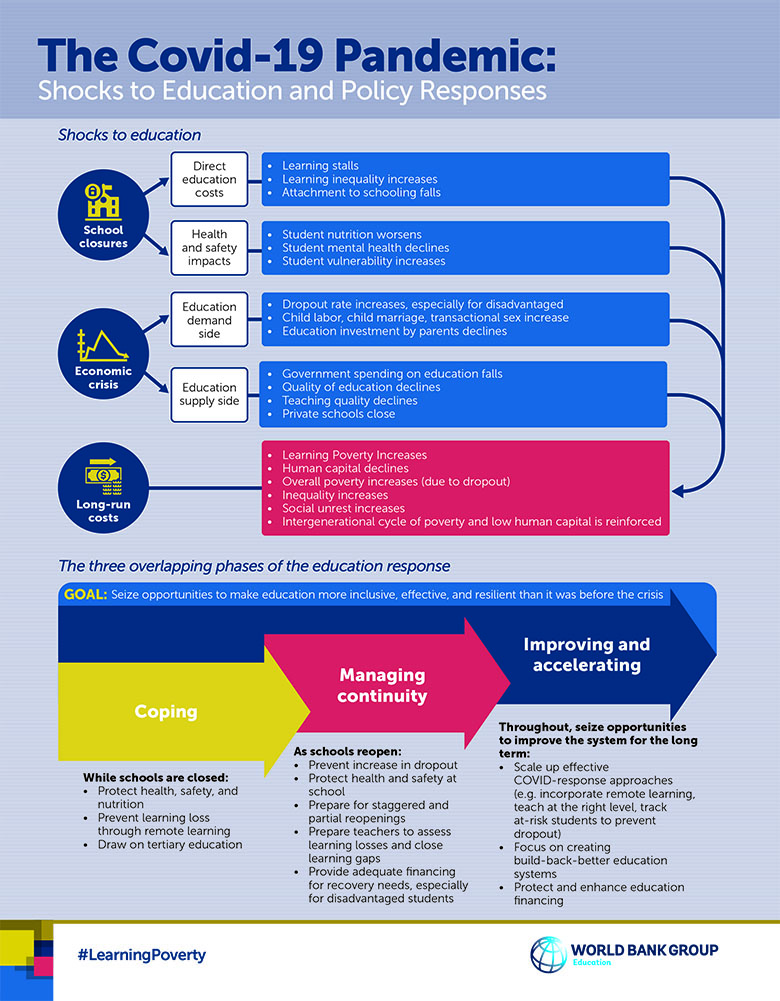 The Covid-19 Pandemic:
Shocks to Education and Policy Responses
Shocks to education
School
closures
Direct
education
costs
• Learning stalls
• Learning inequality increases
• Attachment to schooling falls
Health
and safety
impacts
• Student nutrition worsens
• Student mental health declines
• Student vulnerability increases
Economic
crisis
Education
demand
side
• Dropout rate increases, especially for disadvantaged
• Child labor, child marriage, transactional sex increase
• Education investment by parents declines
Education
supply side
• Government spending on education falls
• Quality of education declines
• Teaching quality declines
• Private schools close
Long-run
costs
• Learning Poverty Increases
• Human capital declines
• Overall poverty increases (due to dropout)
• Inequality increases
• Social unrest increases
• Intergenerational cycle of poverty and low human capital is reinforced
The three overlapping phases of the education response
GOAL: Seize opportunities to make education more inclusive, effective, and resilient than it was before the crisis
Coping
While schools are closed:
• Protect health, safety, and
nutrition
• Prevent learning loss
through remote learning
• Draw on tertiary education
Managing
continuity
As schools reopen:
• Prevent increase in dropout
• Protect health and safety at
school
• Prepare for staggered and
partial reopenings
• Prepare teachers to assess
learning losses and close
learning gaps
• Provide adequate financing
for recovery needs, especially
for disadvantaged students
Improving and
accelerating
Throughout, seize opportunities
to improve the system for the long
term:
• Scale up effective
COVID-response approaches
(e.g. incorporate remote learning,
teach at the right level, track
at-risk students to prevent
dropout)
• Focus on creating
build-back-better education
systems
• Protect and enhance education
financing
#LearningPoverty
WORLD BANK GROUP
Education